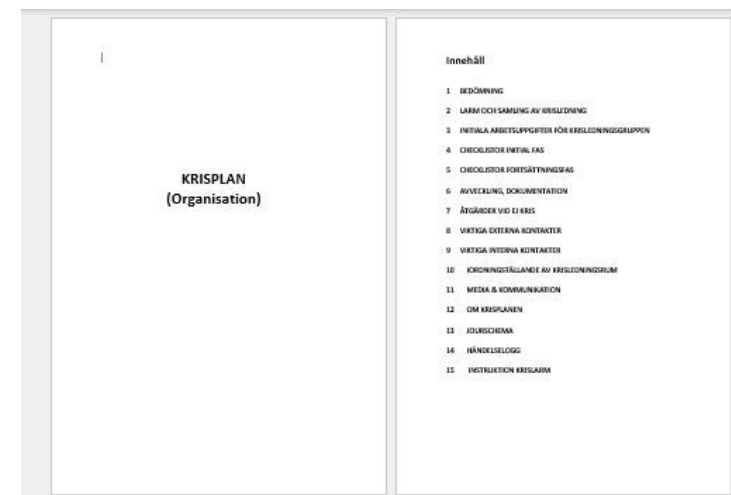 KRISPLAN
(Organisation)
Innehåll
1 BEDÖMNING
2 LARM OCH SAMLING AV KRISLEDNING
3 INITIALA ARBETSUPPGIFTER FÖR KRISLEDNINGSGRUPPEN
4 CHECKLISTOR INITIAL FAS
5 CHECKLISTOR FORTSÄTTNINGSFAS
6 AVVECKLING, DOKUMENTATION
7 ÅTGÄRDER VID EJ KRIS
8 VIKTIGA EXTERNA KONTAKTER
9 VIKTIGA INTERNA KONTAKTER
10 IORDNINGSTÄLLANDE AV KRISLEDNINGSRUM
11 MEDIA & KOMMUNIKATION
12 OM KRISPLANEN
13 JOURSCHEMA
14 HÄNDELSELOGG
15 INSTRUKTION KRISLARM